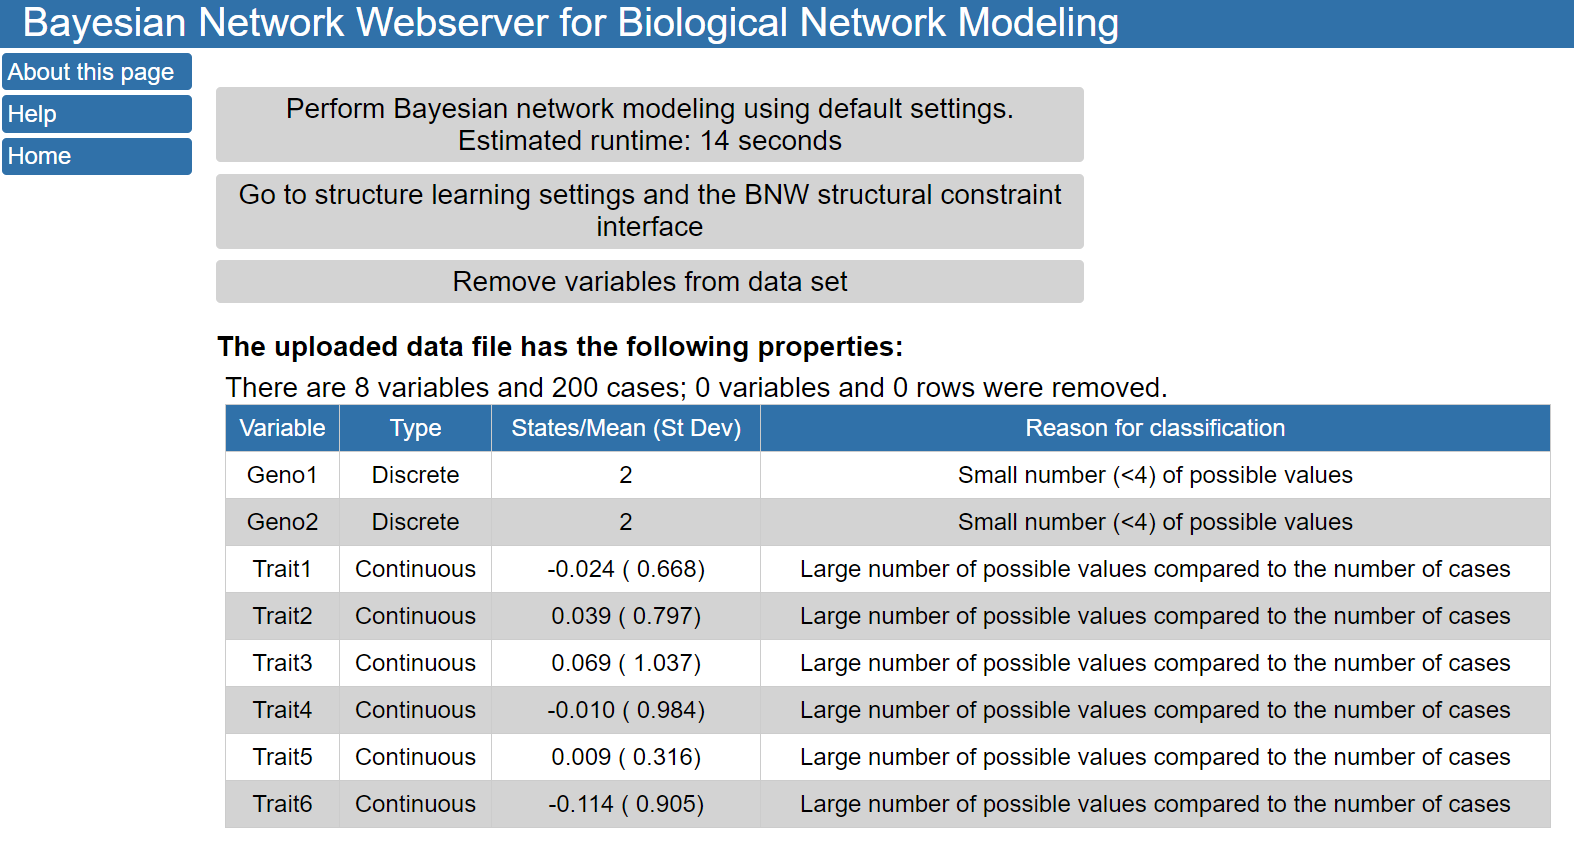 Bayesian Network Webserver for Biological Network Modeling
About this page
Help
Home
Perform Bayesian network modeling using default settings.
Estimated runtime: 14 seconds
Go to structure learning settings and the BNW structural constraint
interface
Remove variables from data set
The uploaded data file has the following properties:
There are 8 variables and 200 cases; 0 variables and 0 rows were removed.
Variable Type States/Mean (St Dev) Reason for classification
Geno1 Discrete 2 Small number (<4) of possible values
Geno2 Discrete 2 Small number (<4) of possible values
Trait1 Continuous -0.024 ( 0.668) Large number of possible values compared to the number of cases
Trait2 Continuous 0.039 ( 0.797) Large number of possible values compared to the number of cases
Trait3 Continuous 0.069 ( 1.037) Large number of possible values compared to the number of cases
Trait4 Continuous -0.010 ( 0.984) Large number of possible values compared to the number of cases
Trait5 Continuous 0.009 ( 0.316) Large number of possible values compared to the number of cases
Trait6 Continuous -0.114 ( 0.905) Large number of possible values compared to the number of cases